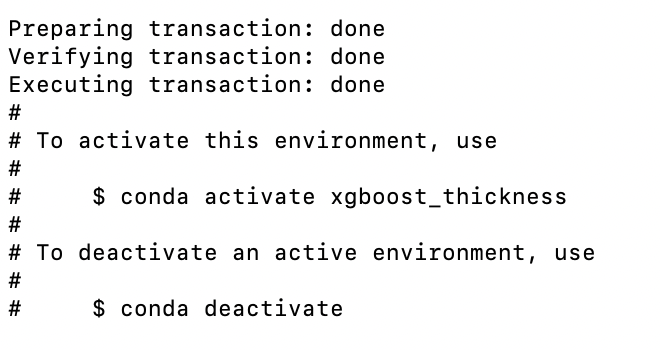 Preparing transaction: done
Verifying transaction: done
Executing transaction: done
#
# To activate this environment, use
#
#     $ conda activate xgboost_thickness
#
# To deactivate an active environment, use
#
#     $ conda deactivate